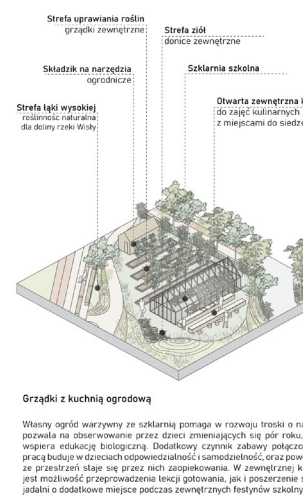 Strefa uprawiania roślin
grządki zewnętrzne
Strefa ziół
donice zewnętrzne
Składzik na narzędzia
ogrodnicze
Szklarnia szkolna
Strefa łąki wysokiej
roślinność naturalna
dla doliny rzeki Wisły
Otwarta zewnętrzna k
do zajęć kulinarnych
z miejscami do siedze
Grządki z kuchnią ogrodową
Własny ogród warzywny ze szklarnią pomaga w rozwoju troski o na
pozwala na obserwowanie przez dzieci zmieniających się pór roku,
wspiera edukację biologiczną. Dodatkowy czynnik zabawy połączo
pracą buduje w dzieciach odpowiedzialność i samodzielność, oraz pow
ze przestrzeń staje się przez nich zaopiekowana. W zewnętrznej k
jest możliwość przeprowadzenia lekcji gotowania, jak i poszerzenie r
jadalni o dodatkowe miejsce podczas zewnętrznych festynów szkolny